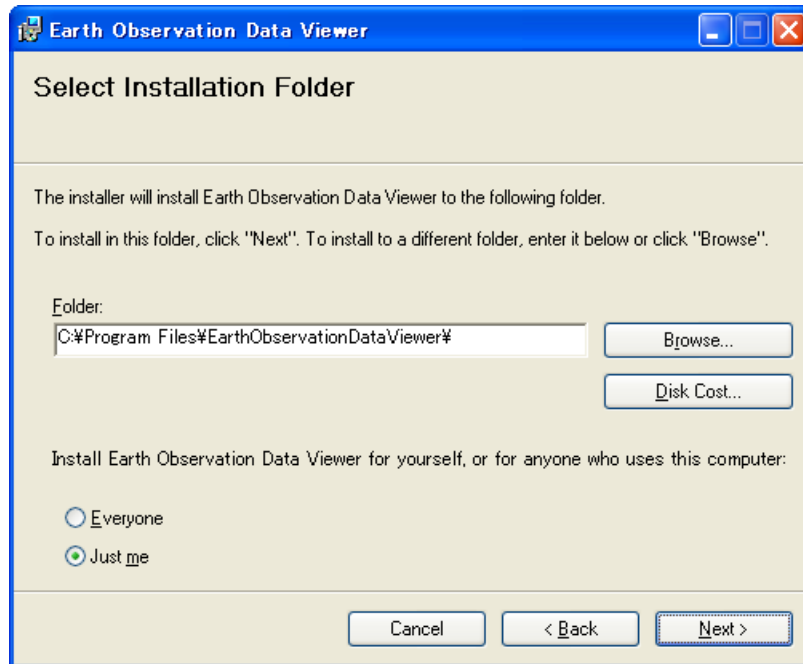 Earth Observation Data Viewer
Select Installation Folder
The installer will install Earth Observation Data Viewer to the following folder.
To install in this folder, click "Next". To install to a different folder, enter it below or click "Browse".
Folder:
C:¥Program Files¥EarthObservationDataViewer¥
Browse...
Disk Cost...
Install Earth Observation Data Viewer for yourself, or for anyone who uses this computer:
Everyone
Just me
Cancel
< Back
Next >